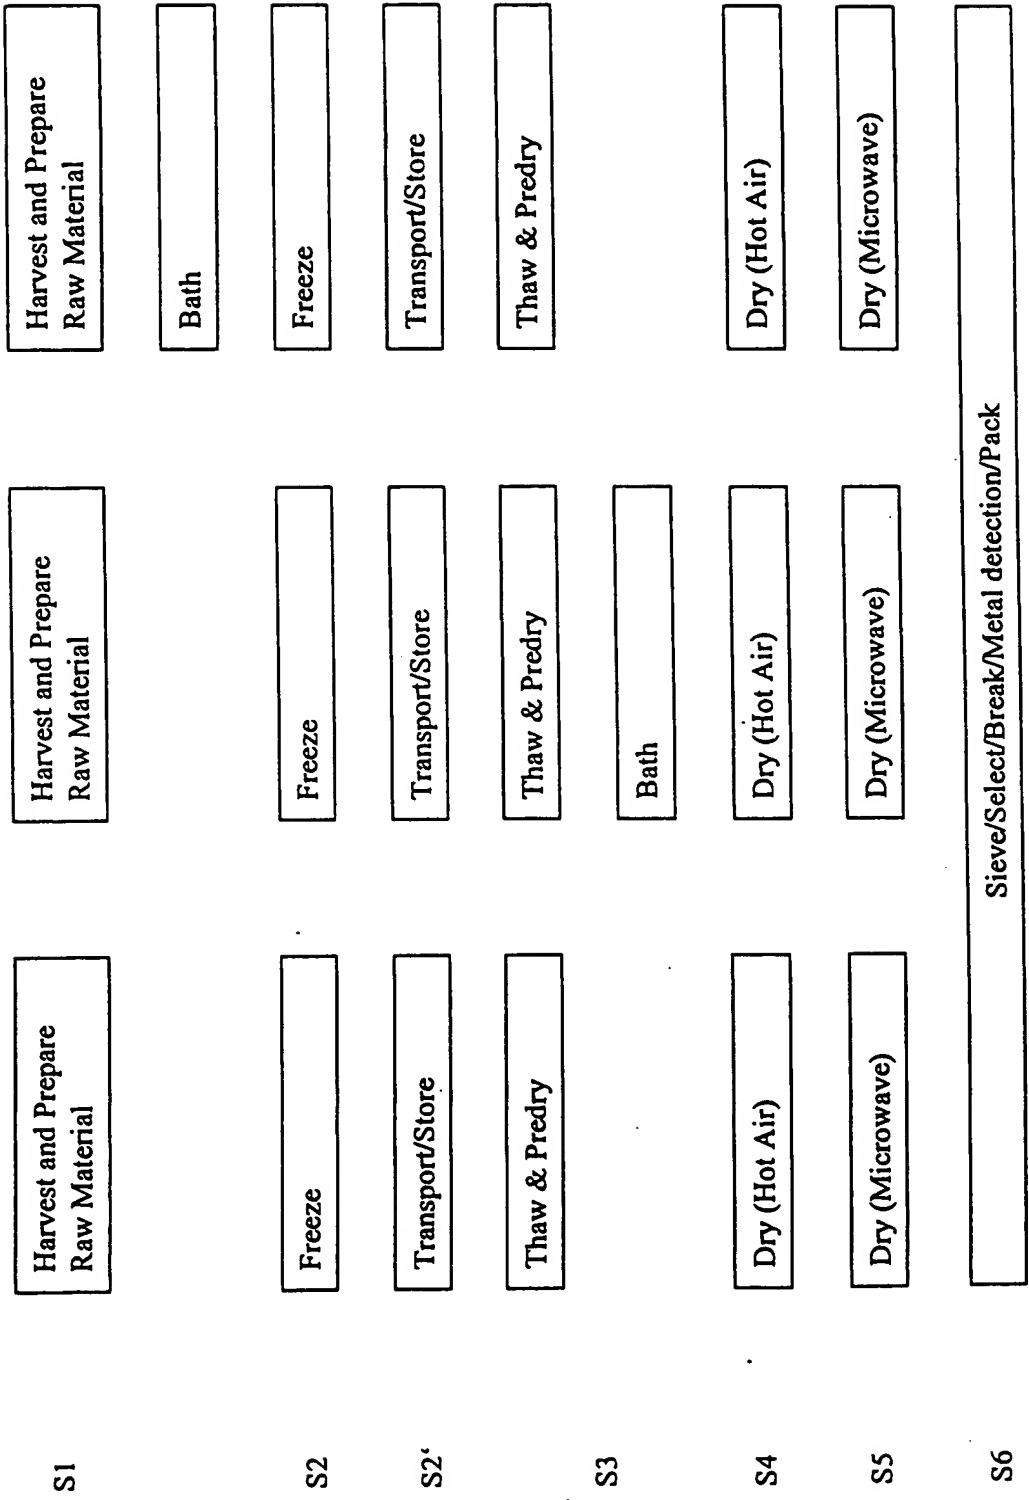 S1
Harvest and Prepare
Raw Material
Harvest and Prepare
Raw Material
Harvest and Prepare
Raw Material
Bath
S2
Freeze
Freeze
Freeze
S2‘
Transport/Store
Transport/Store
Transport/Store
Thaw & Predry
Thaw & Predry
Thaw & Predry
S3
Bath
S4
Dry (Hot Air)
Dry (Hot Air)
Dry (Hot Air)
S5
Dry (Microwave)
Dry (Microwave)
Dry (Microwave)
S6
Sieve/Select/Break/Metal detection/Pack